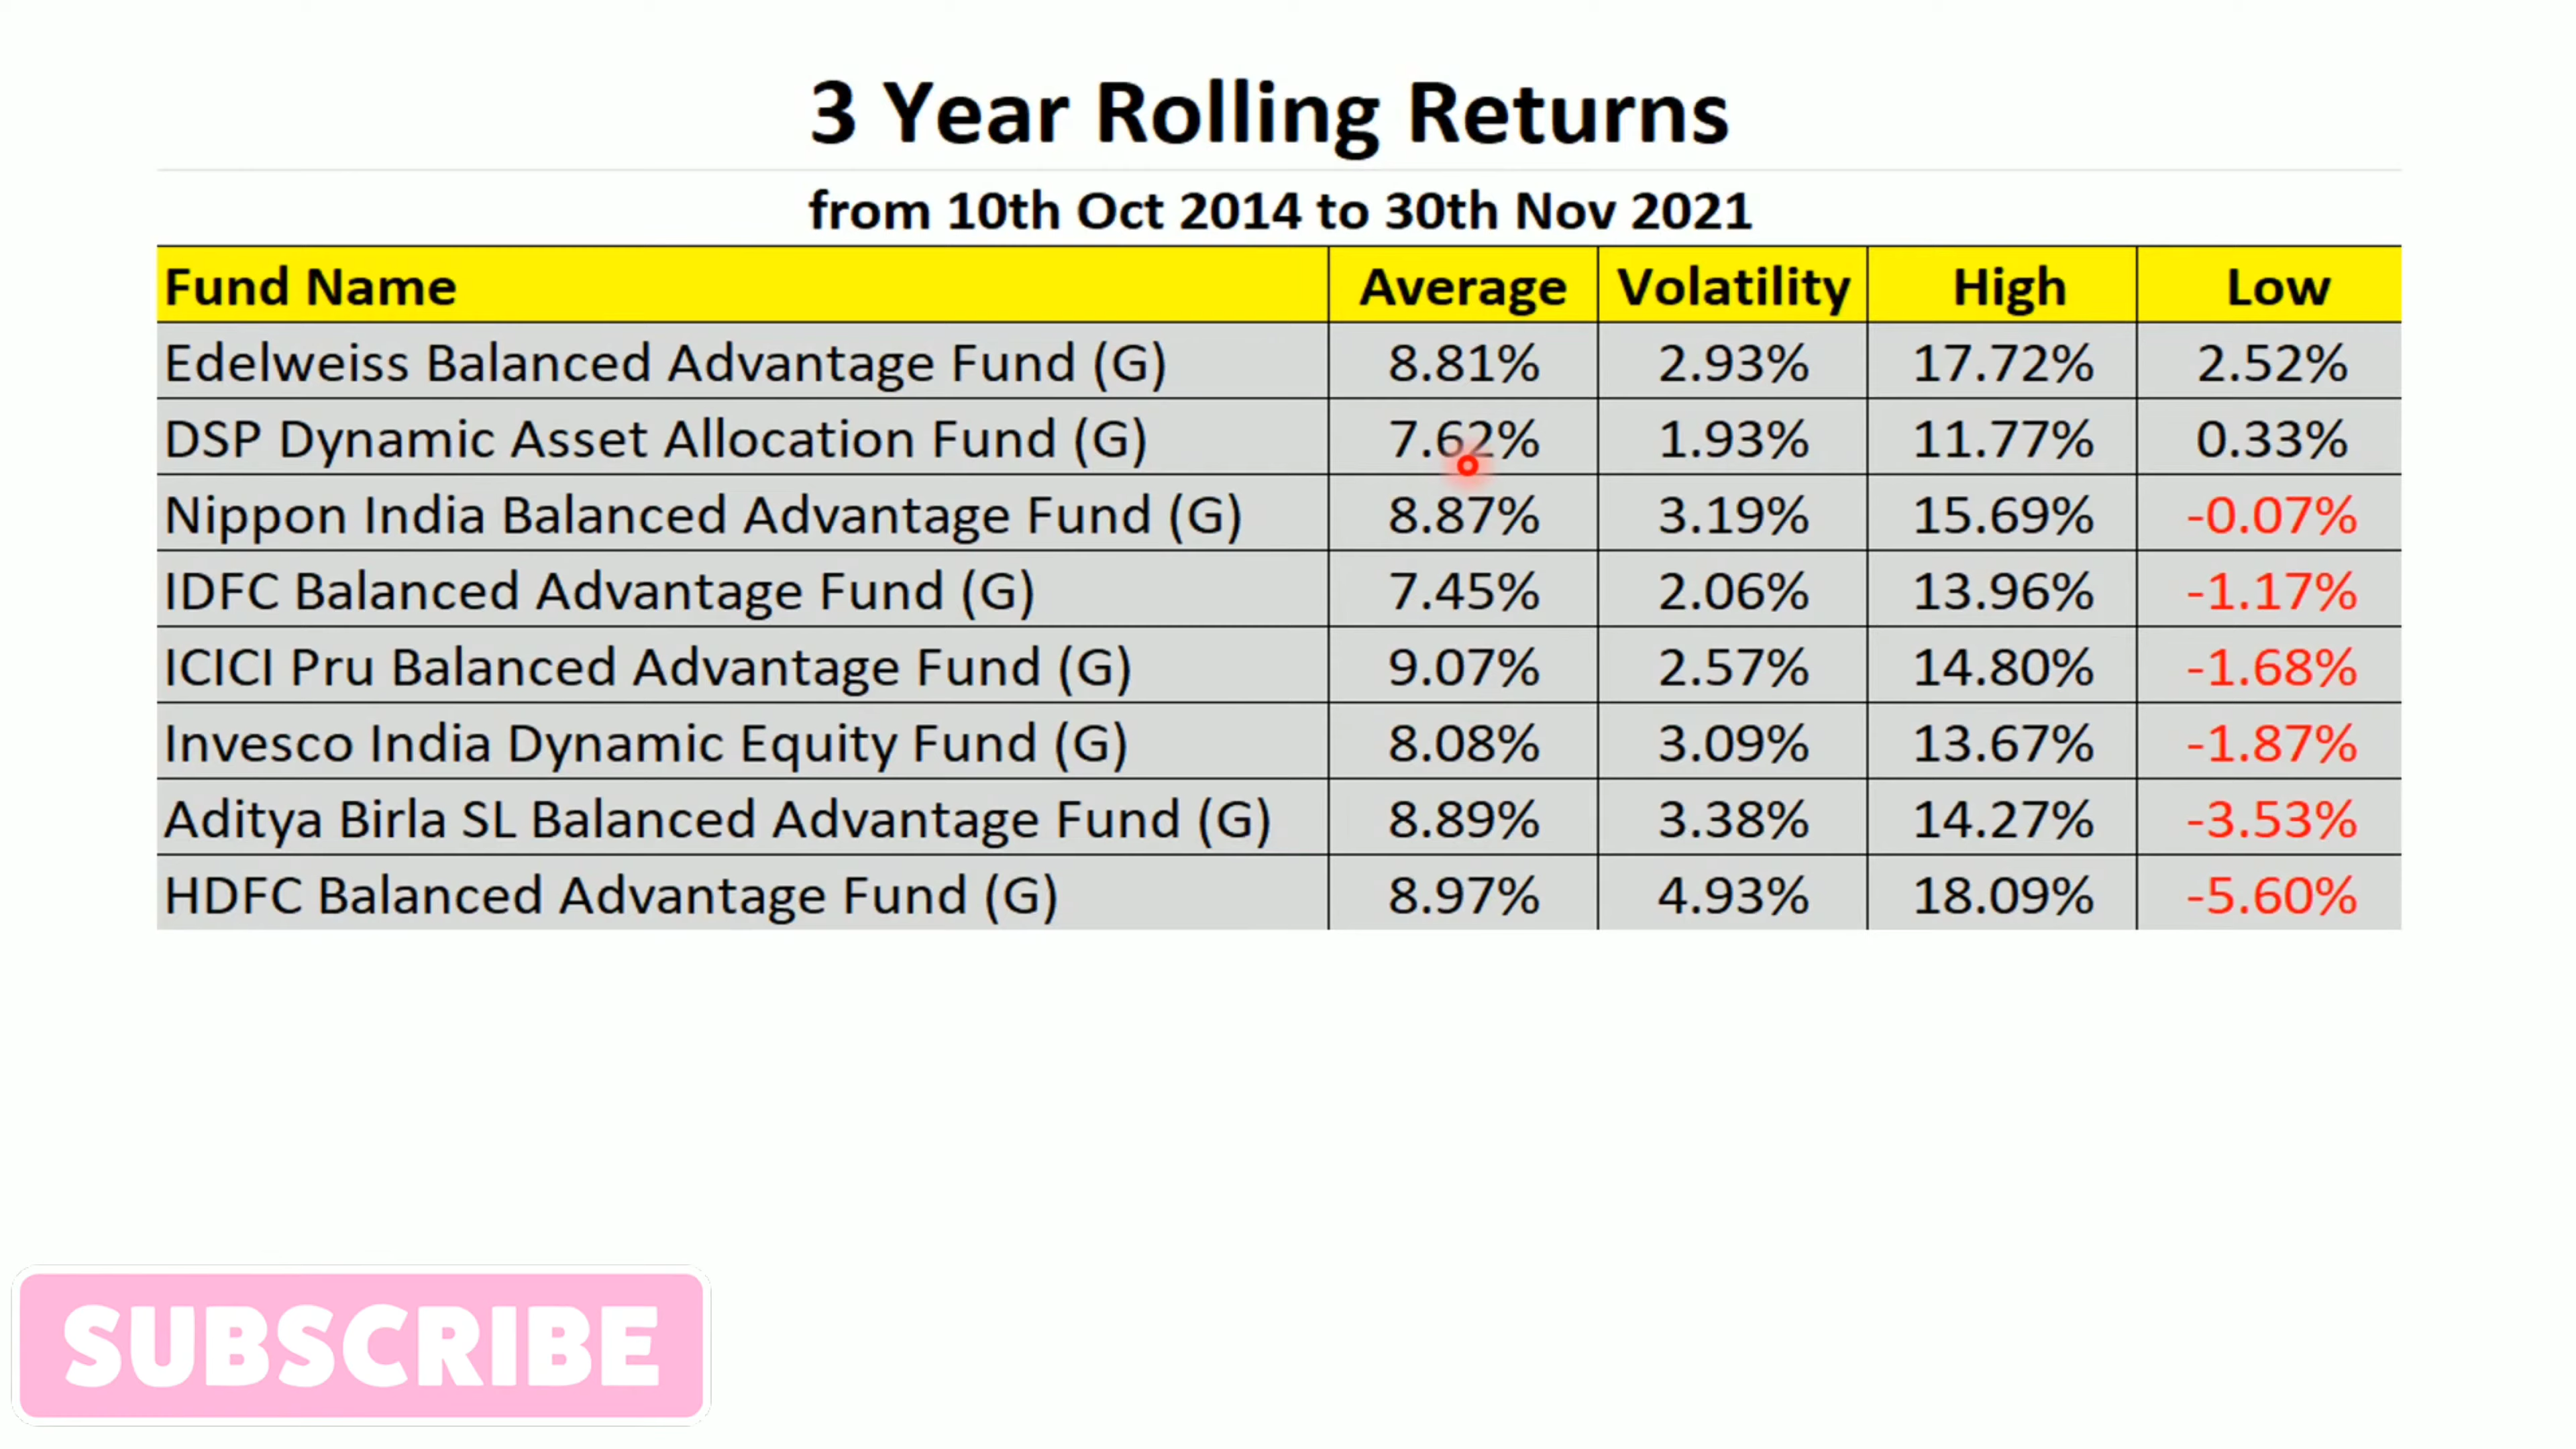 3 Year Rolling Returns
from 10th Oct 2014 to 30th Nov 2021
Fund Name Average Volatility High Low
Edelweiss Balanced Advantage Fund (G) 8.81% 2.93% 17.72% 2.52%
DSP Dynamic Asset Allocation Fund (G) 7.62% 1.93% 11.77% 0.33%
Nippon India Balanced Advantage Fund (G) 8.87% 3.19% 15.69% -0.07%
IDFC Balanced Advantage Fund (G) 7.45% 2.06% 13.96% -1.17%
ICICI Pru Balanced Advantage Fund (G) 9.07% 2.57% 14.80% -1.68%
Invesco India Dynamic Equity Fund (G) 8.08% 3.09% 13.67% -1.87%
Aditya Birla SL Balanced Advantage Fund (G) 8.89% 3.38% 14.27% -3.53%
HDFC Balanced Advantage Fund (G) 8.97% 4.93% 18.09% -5.60%
SUBSCRIBE